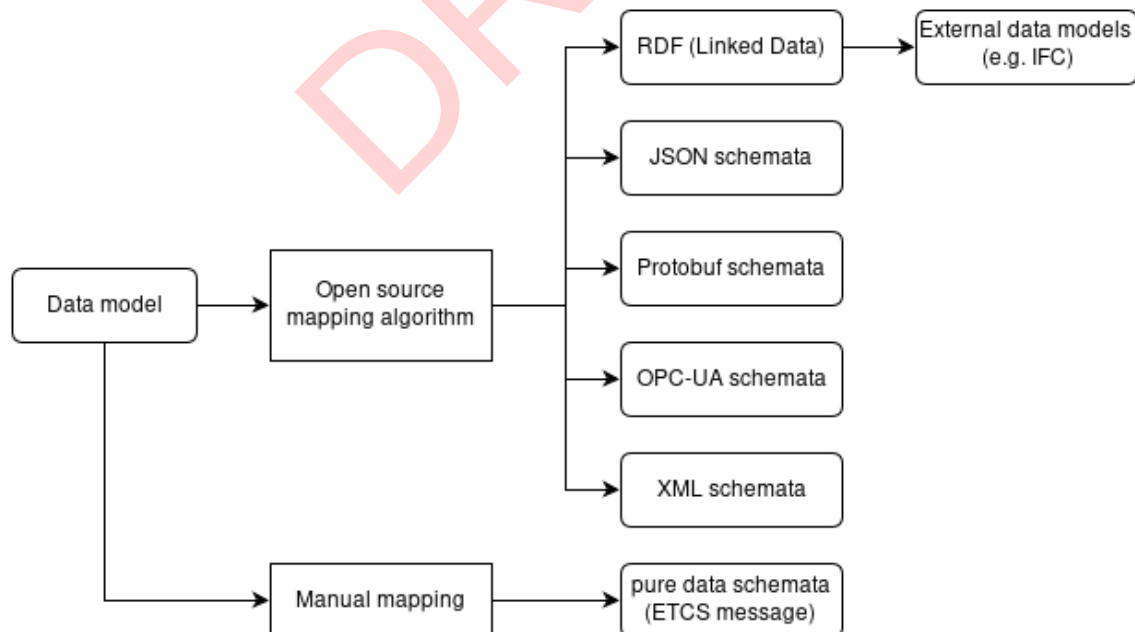 RDF (Linked Data)
External data models
(e.g. IFC)
JSON schemata
Protobuf schemata
Data model
Open source
mapping algorithm
OPC-UA schemata
XML schemata
Manual mapping
pure data schemata
(ETCS message)